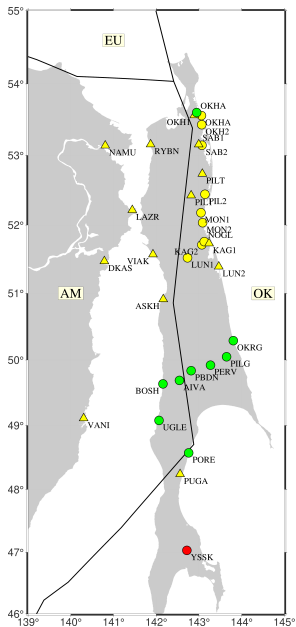 55°
EU
54°
OKHA
OKH1
OKHA
OKH2
SAB1
53°
NAMU
RYBN
SAB2
PILT
PIL
PIL2
LAZR
MON1
52°
MON2
NOGL
KAG2
KAG1
DKAS
VIAK
LUN1
LUN2
51°
AM
OK
ASKH
OKRG
50°
PILG
PBDN
PERV
BOSH
AIVA
49°
VANI
UGLE
PORE
48°
PUGA
47°
YSSK
46°
139°
140°
141°
142°
143°
144°
145°